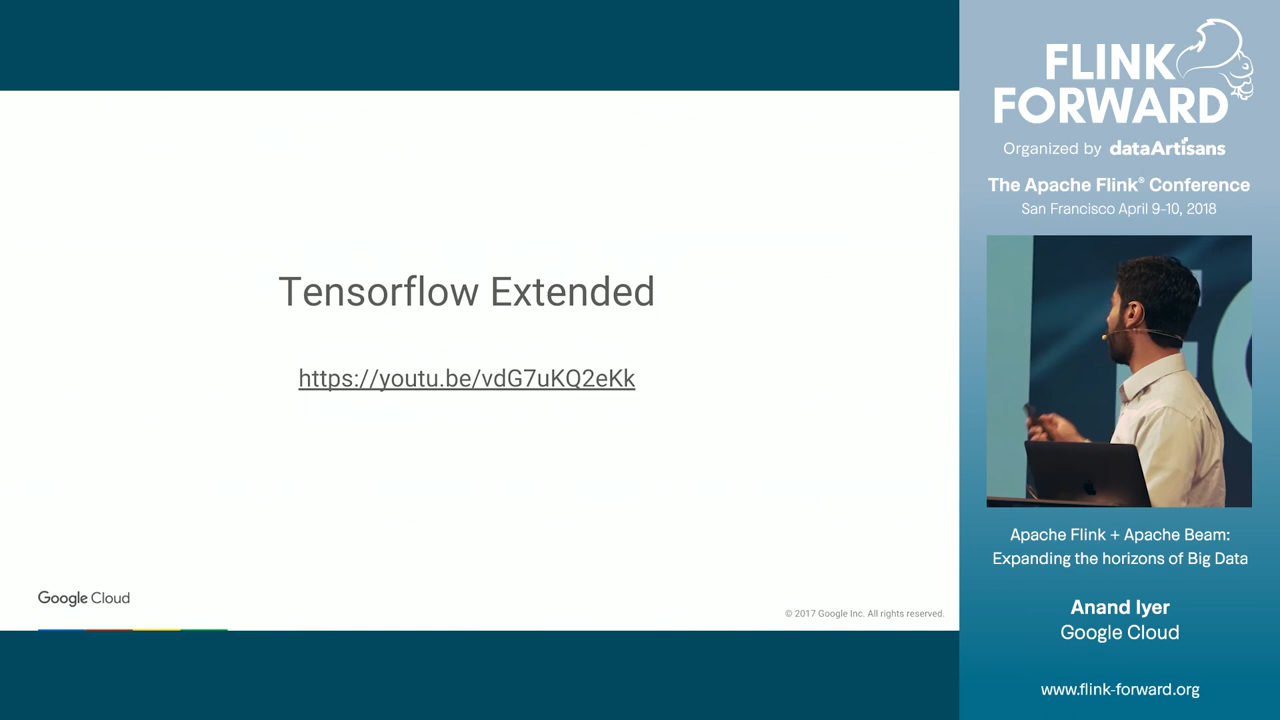 Tensorflow Extended
https://youtu.be/vdG7uKQ2eKk
Google Cloud
© 2017 Google Inc. All rights reserved.
FLINK
FORWARD
Organized by dataArtisans
The Apache Flink® Conference
San Francisco April 9-10, 2018
Apache Flink + Apache Beam:
Expanding the horizons of Big Data
Anand Iyer
Google Cloud
www.flink-forward.org